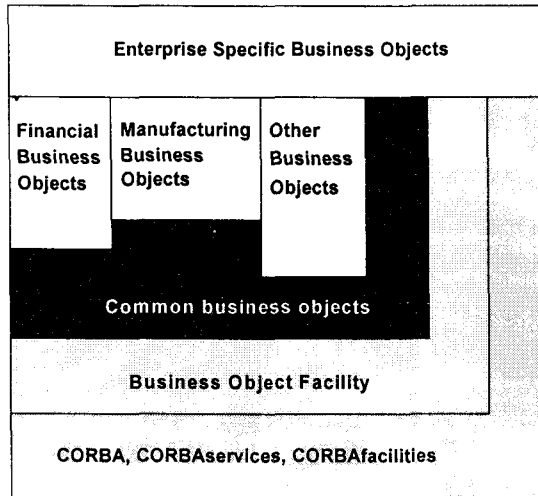 Enterprise Specific Business Objects
Financial
Business
Objects
Manufacturing
Business
Objects
Other
Business
Objects
Common business objects
Business Object Facility
CORBA, CORBAservices, CORBAfacilities